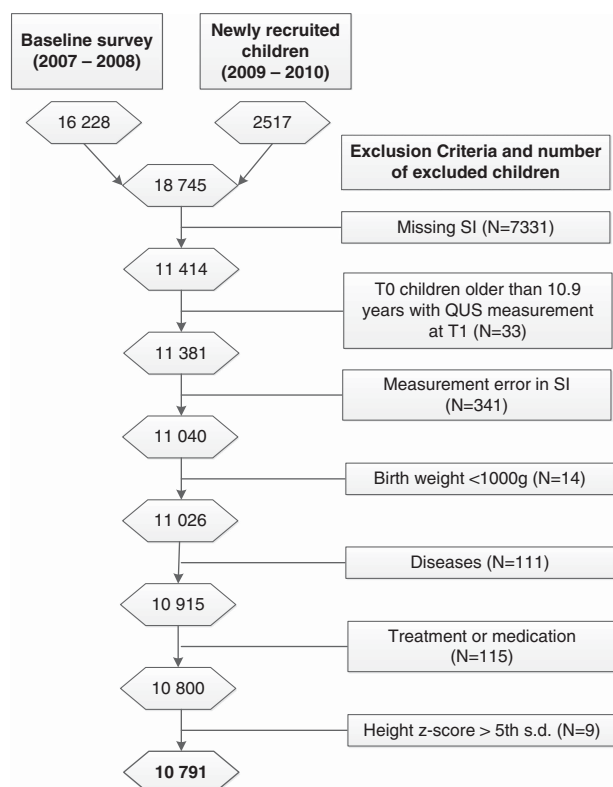 Baseline survey
(2007 – 2008)
Newly recruited
children
(2009 – 2010)
16 228
2517
Exclusion Criteria and number
of excluded children
18 745
Missing SI (N=7331)
11 414
T0 children older than 10.9
years with QUS measurement
at T1 (N=33)
11 381
Measurement error in SI
(N=341)
11 040
Birth weight <1000g (N=14)
11 026
Diseases (N=111)
10 915
Treatment or medication
(N=115)
10 800
Height z-score > 5th s.d. (N=9)
10 791